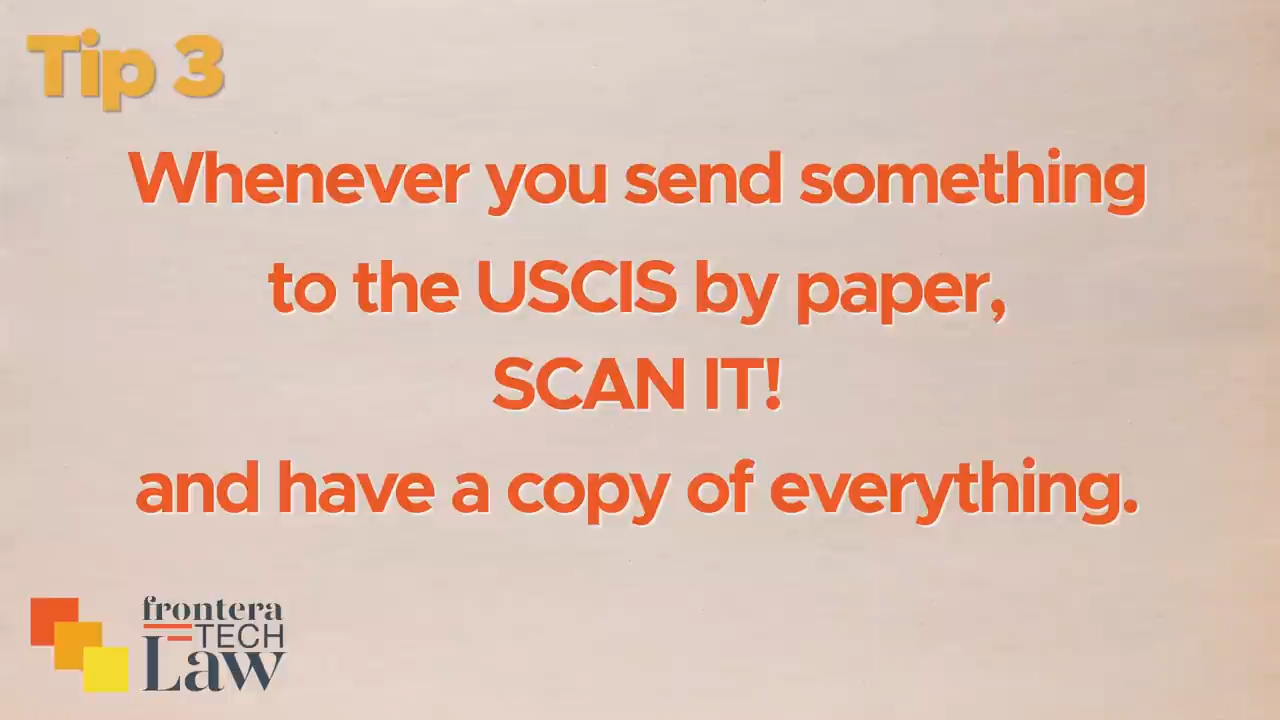 Tip 3
Whenever you send something
to the USCIS by paper,
SCAN IT!
and have a copy of everything.
frontera
TECH
Law